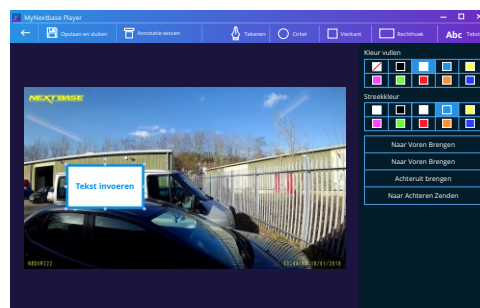 MyNextbase Player
Opslaan en sluiten
Annotatie wissen
Tekenen
Cirkel
Vierkant
Rechthoek
Abc Tekst
Kleur vullen
NEXTBASE
Streekkleur
Naar Voren Brengen
Naar Voren Brengen
Tekst invoeren
Achteruit brengen
Naar Achteren Zenden